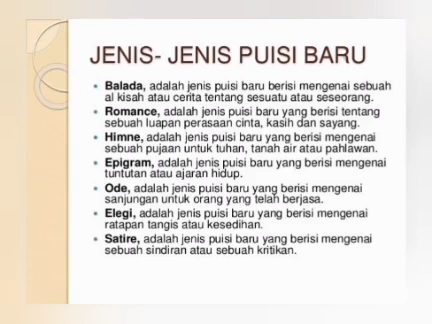 JENIS- JENIS PUISI BARU
Balada, adalah jenis puisi baru berisi mengenai sebuah
al kisah atau cerita tentang sesuatu atau seseorang.
Romance, adalah jenis puisi baru yang berisi tentang
sebuah luapan perasaan cinta, kasih dan sayang.
Himne, adalah jenis puisi baru yang berisi mengenai
sebuah pujaan untuk tuhan, tanah air atau pahlawan.
Epigram, adalah jenis puisi baru yang berisi mengenai
tuntutan atau ajaran hidup.
Ode, adalah jenis puisi baru yang berisi mengenai
sanjungan untuk orang yang telah berjasa.
Elegi, adalah jenis puisi baru yang berisi mengenai
ratapan tangis atau kesedihan.
Satire, adalah jenis puisi baru yang berisi mengenai
sebuah sindiran atau sebuah kritikan.